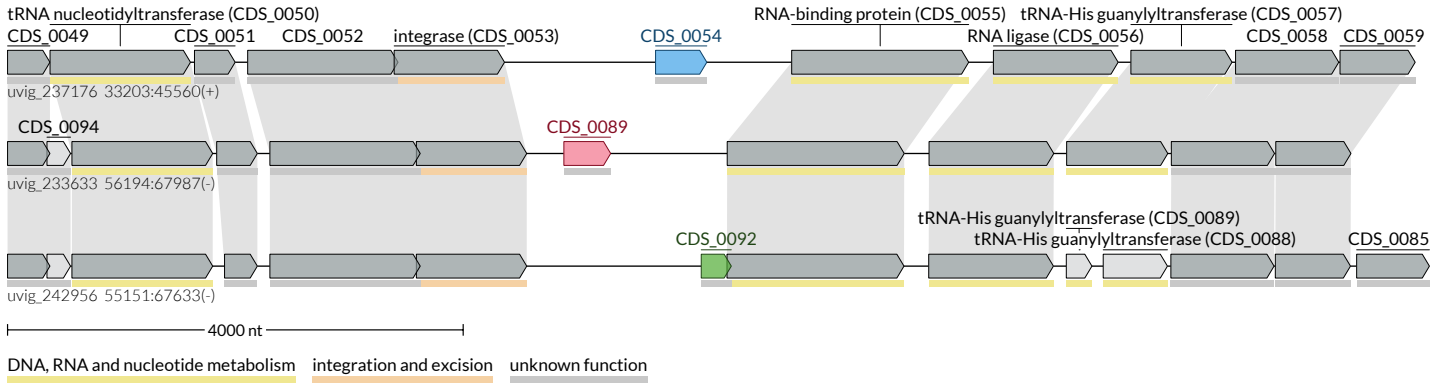 tRNA nucleotidyltransferase (CDS_0050) RNA-binding protein (CDS_0055) tRNA-His guanylyltransferase (CDS_0057)
CDS_0049 CDS_0051 CDS_0052 integrase (CDS_0053) CDS_0054 RNA ligase (CDS_0056) CDS_0058 CDS_0059
uvig_237176 33203:45560(+)
CDS_0094 CDS_0089
uvig_233633 56194:67987(-)
tRNA-His guanylyltransferase (CDS_0089)
CDS_0092 tRNA-His guanylyltransferase (CDS_0088) CDS_0085
uvig_242956 55151:67633(-)
4000 nt
DNA, RNA and nucleotide metabolism integration and excision unknown function